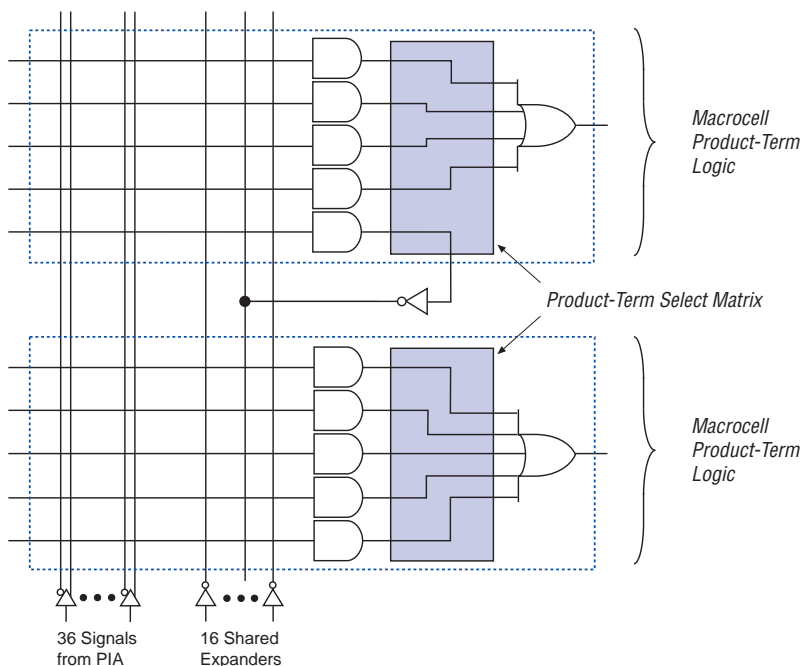 Macrocell
Product-Term
Logic
Product-Term Select Matrix
Macrocell
Product-Term
Logic
36 Signals
from PIA
16 Shared
Expanders